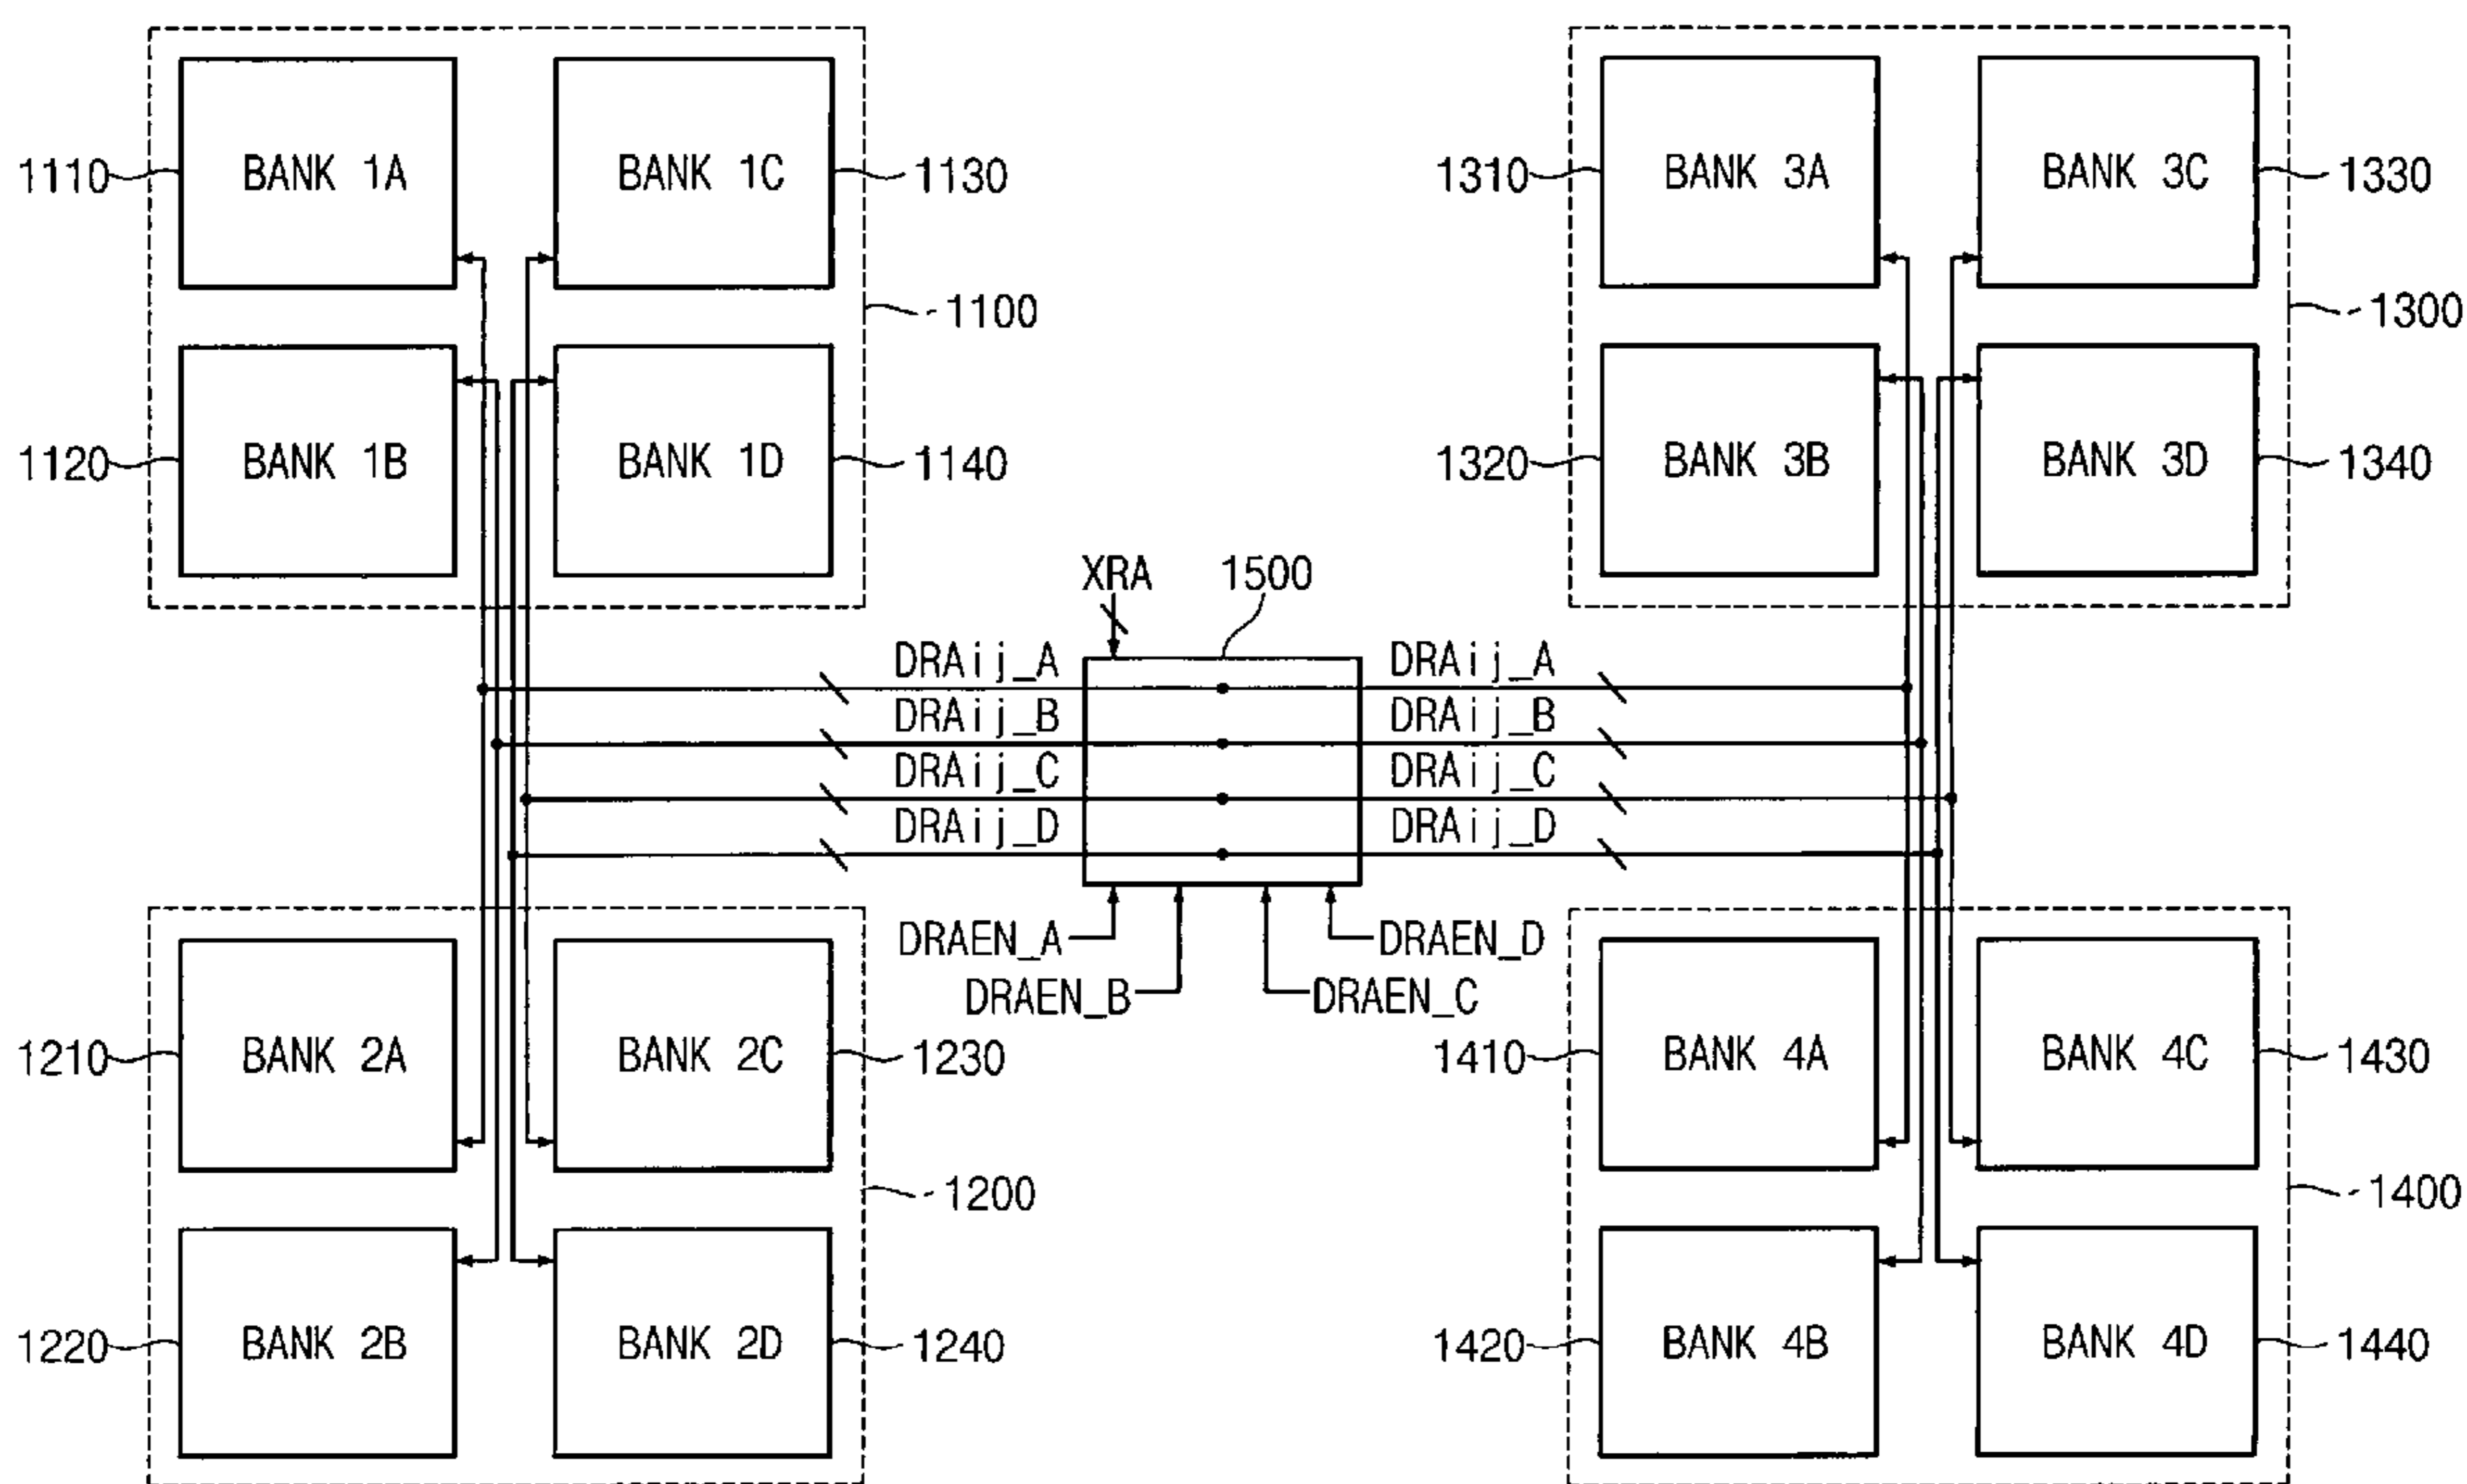 1110 BANK 1A BANK 1C 1130 1310 BANK 3A BANK 3C 1330
1100 1300
1120 BANK 1B BANK 1D 1140 1320 BANK 3B BANK 3D 1340
XRA 1500
DRAij_A DRAij_A
DRAij_B DRAij_B
DRAij_C DRAij_C
DRAij_D DRAij_D
DRAEN_A DRAEN_D
DRAEN_B DRAEN_C
1210 BANK 2A BANK 2C 1230 1410 BANK 4A BANK 4C 1430
1200 1400
1220 BANK 2B BANK 2D 1240 1420 BANK 4B BANK 4D 1440